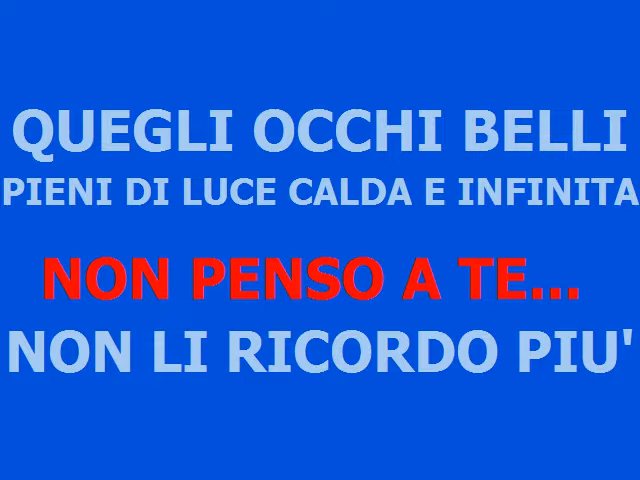 QUEGLI OCCHI BELLI
PIENI DI LUCE CALDA E INFINITA
NON PENSO A TE...
NON LI RICORDO PIU'